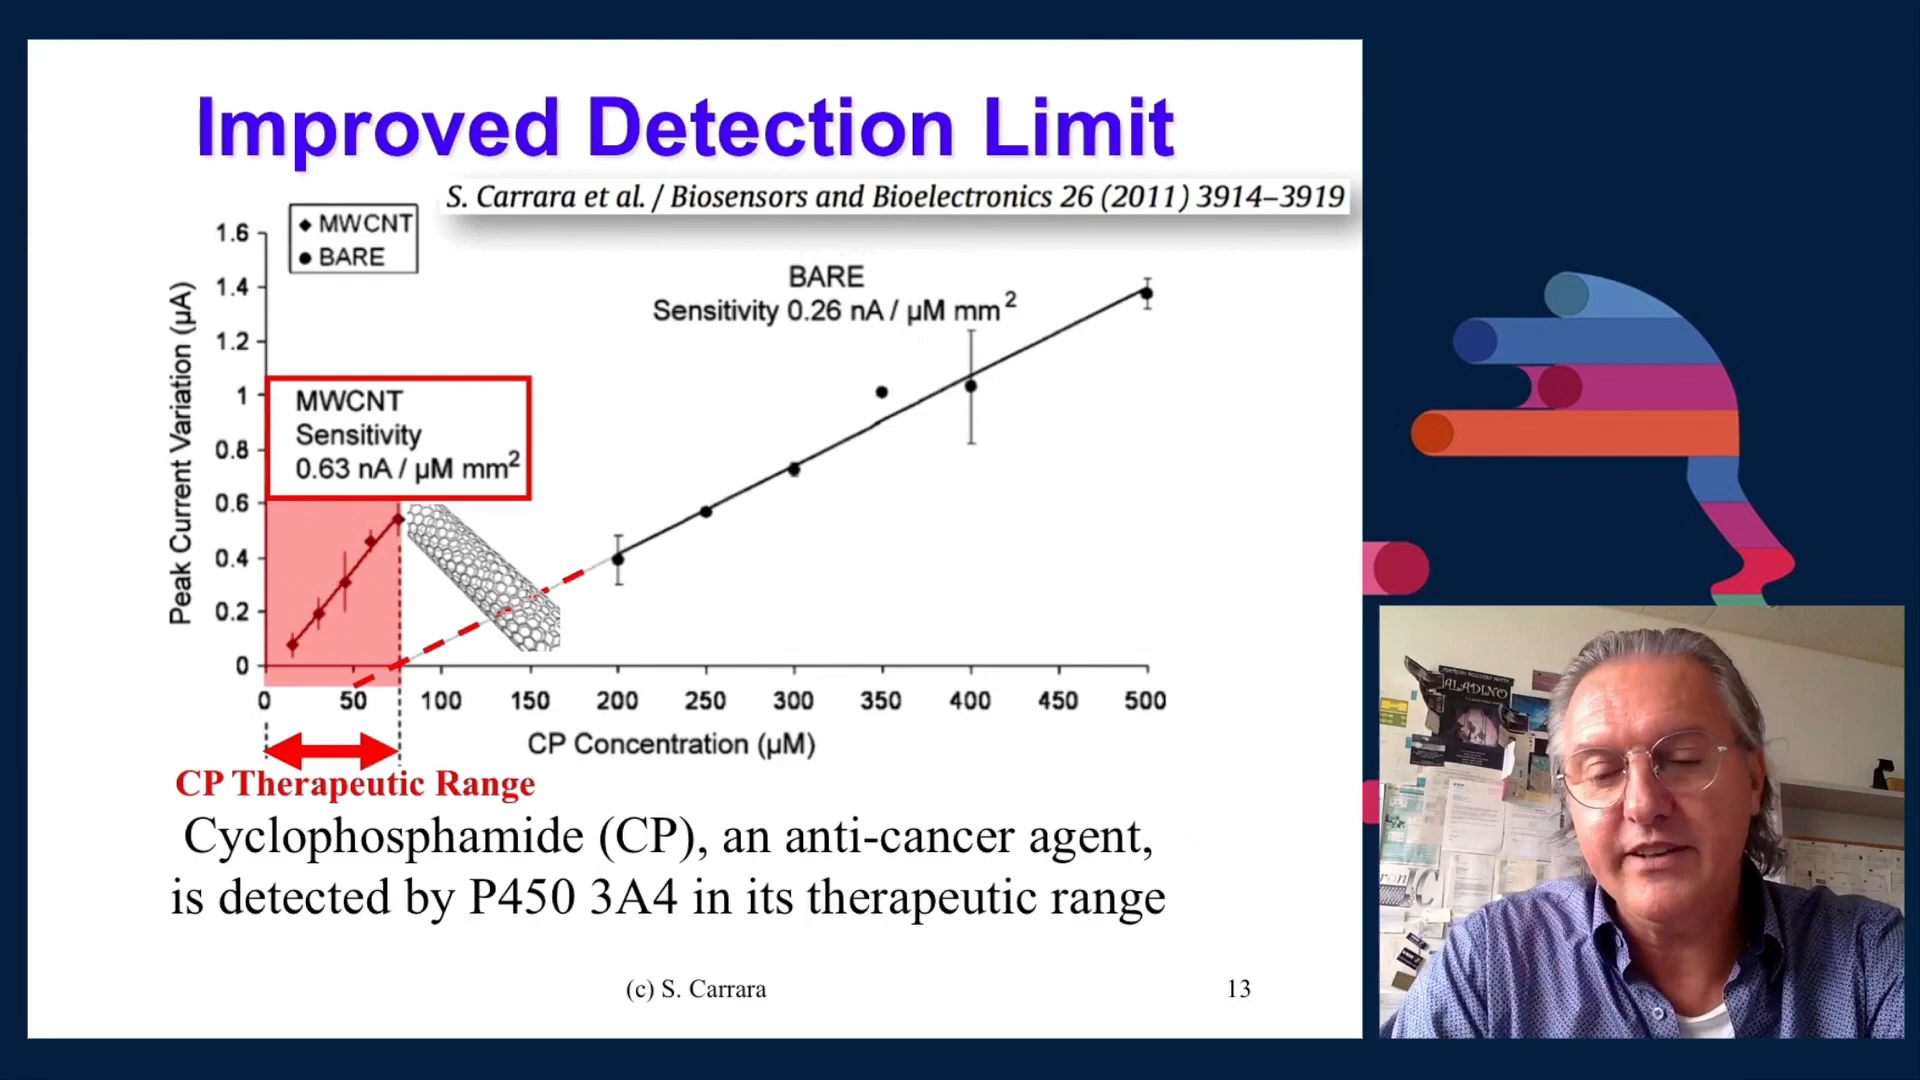 Improved Detection Limit
S. Carrara et al. / Biosensors and Bioelectronics 26 (2011) 3914–3919
MWCNT
BARE
1.6
1.4
1.2
1
0.8
0.6
0.4
0.2
0
Peak Current Variation (µA)
BARE
Sensitivity 0.26 nA / µM mm²
MWCNT
Sensitivity
0.63 nA / µM mm²
0 50 100 150 200 250 300 350 400 450 500
CP Concentration (µM)
CP Therapeutic Range
Cyclophosphamide (CP), an anti-cancer agent,
is detected by P450 3A4 in its therapeutic range
(c) S. Carrara
13
ALADINO